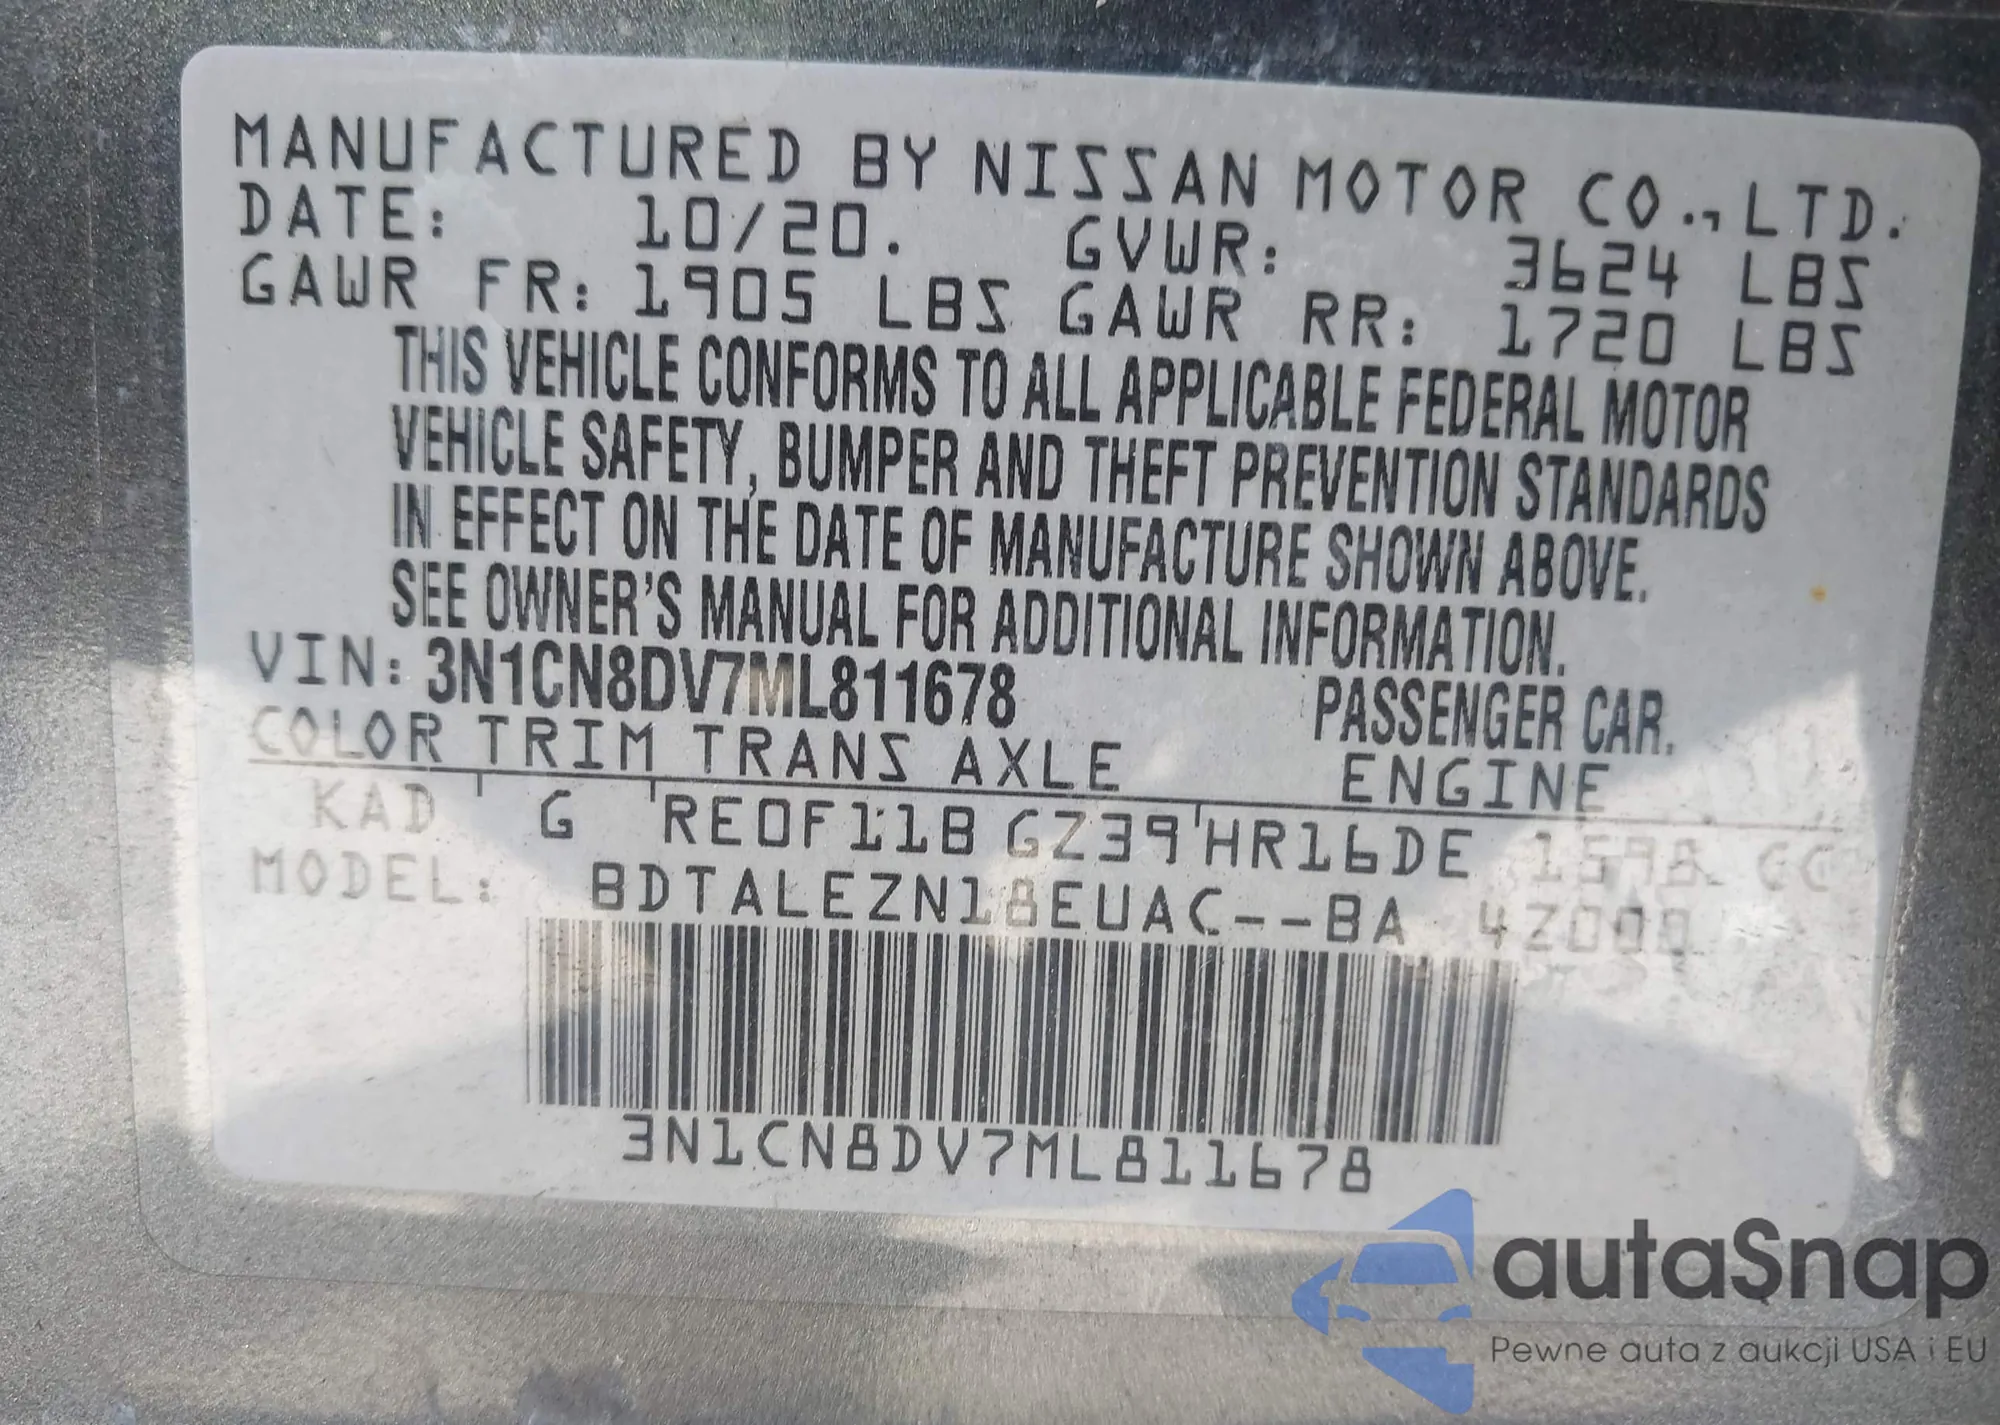 MANUFACTURED BY NISSAN MOTOR CO., LTD.
DATE: 10/20. GVWR: 3624 LBS
GAWR FR: 1905 LBS GAWR RR: 1720 LBS
THIS VEHICLE CONFORMS TO ALL APPLICABLE FEDERAL MOTOR
VEHICLE SAFETY, BUMPER AND THEFT PREVENTION STANDARDS
IN EFFECT ON THE DATE OF MANUFACTURE SHOWN ABOVE.
SEE OWNER'S MANUAL FOR ADDITIONAL INFORMATION.
VIN: 3N1CN8DV7ML811678 PASSENGER CAR.
COLOR TRIM TRANS AXLE ENGINE
KAD G RE0F11B GZ39 HR16DE 1598 CC
MODEL: BDTALEZN18EUAC--BA 4Z000
3N1CN8DV7ML811678
autaSnap
Pewne auta z aukcji USA i EU